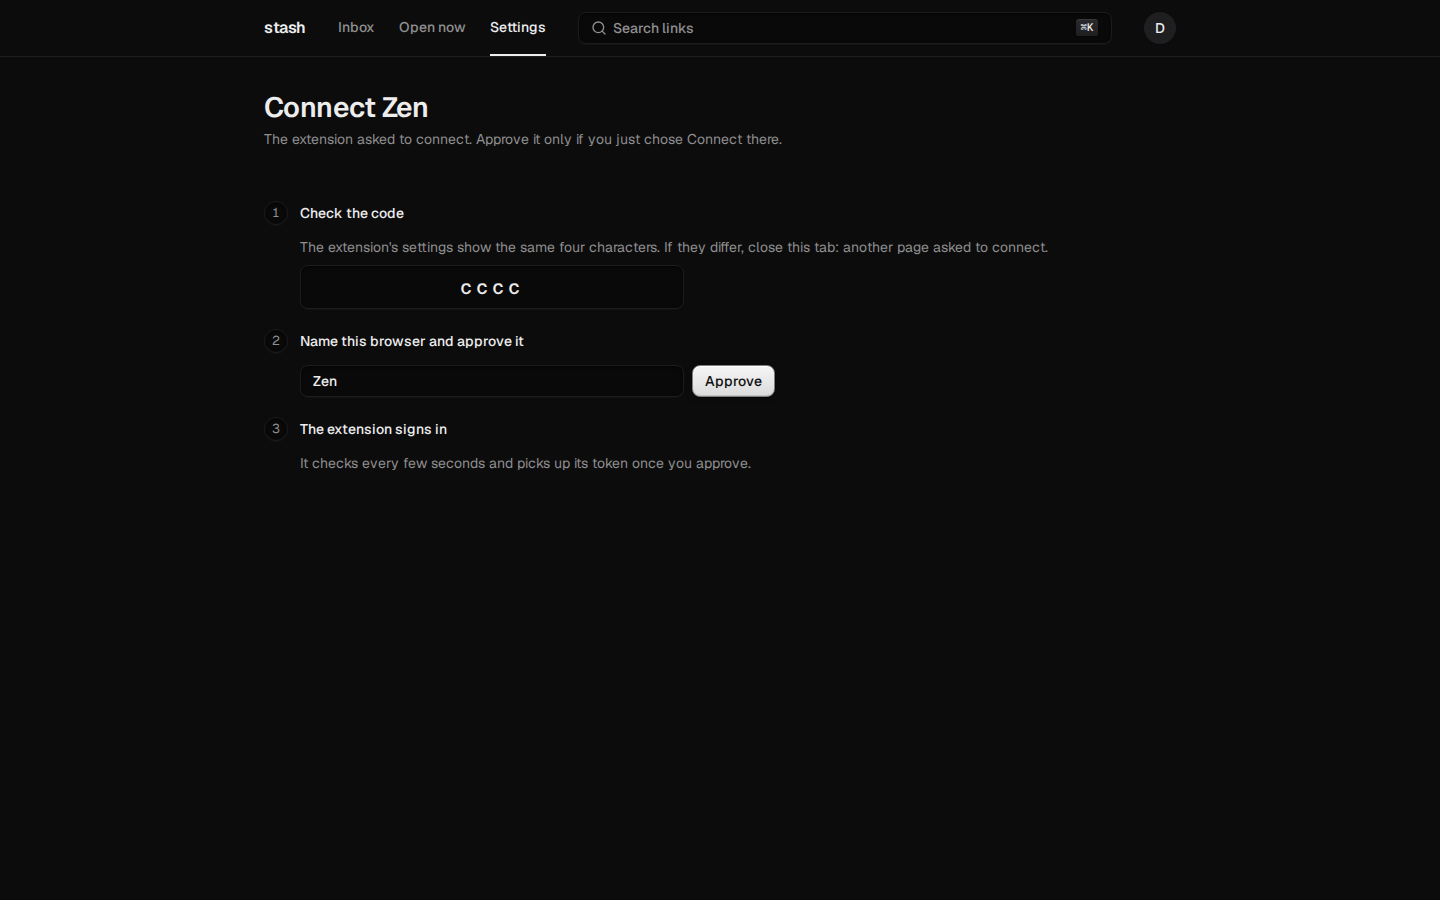 stash Inbox Open now Settings Search links ⌘K D
Connect Zen
The extension asked to connect. Approve it only if you just chose Connect there.
1 Check the code
The extension's settings show the same four characters. If they differ, close this tab: another page asked to connect.
C C C C
2 Name this browser and approve it
Zen Approve
3 The extension signs in
It checks every few seconds and picks up its token once you approve.